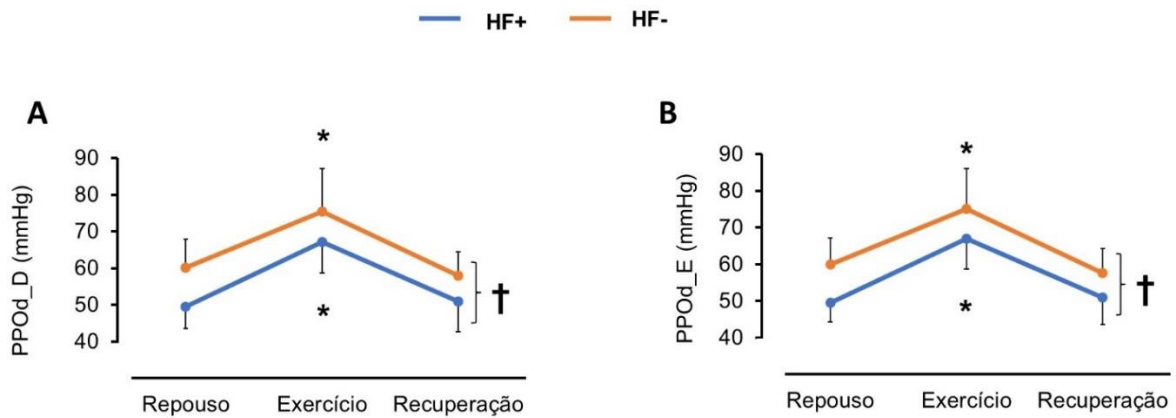 HF+ HF-
A
PPOd_D (mmHg)
90
80
70
60
50
40
*
*
†
Repouso Exercício Recuperação
B
PPOd_E (mmHg)
90
80
70
60
50
40
*
*
†
Repouso Exercício Recuperação